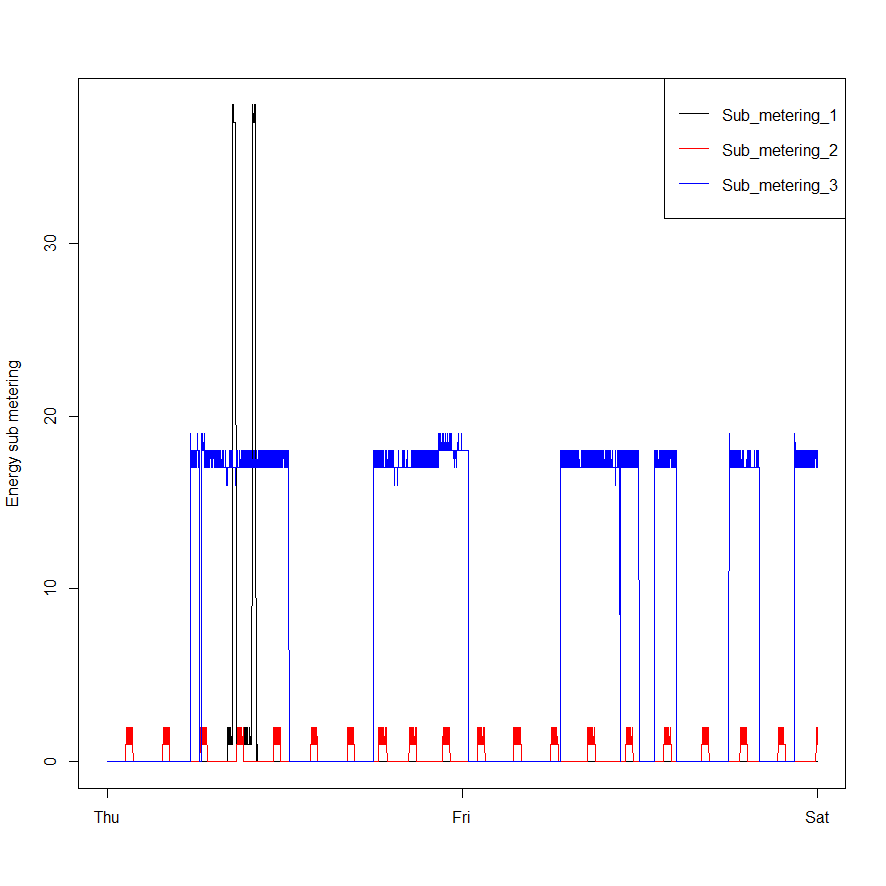 Sub_metering_1
Sub_metering_2
Sub_metering_3
Energy sub metering
30
20
10
0
Thu Fri Sat